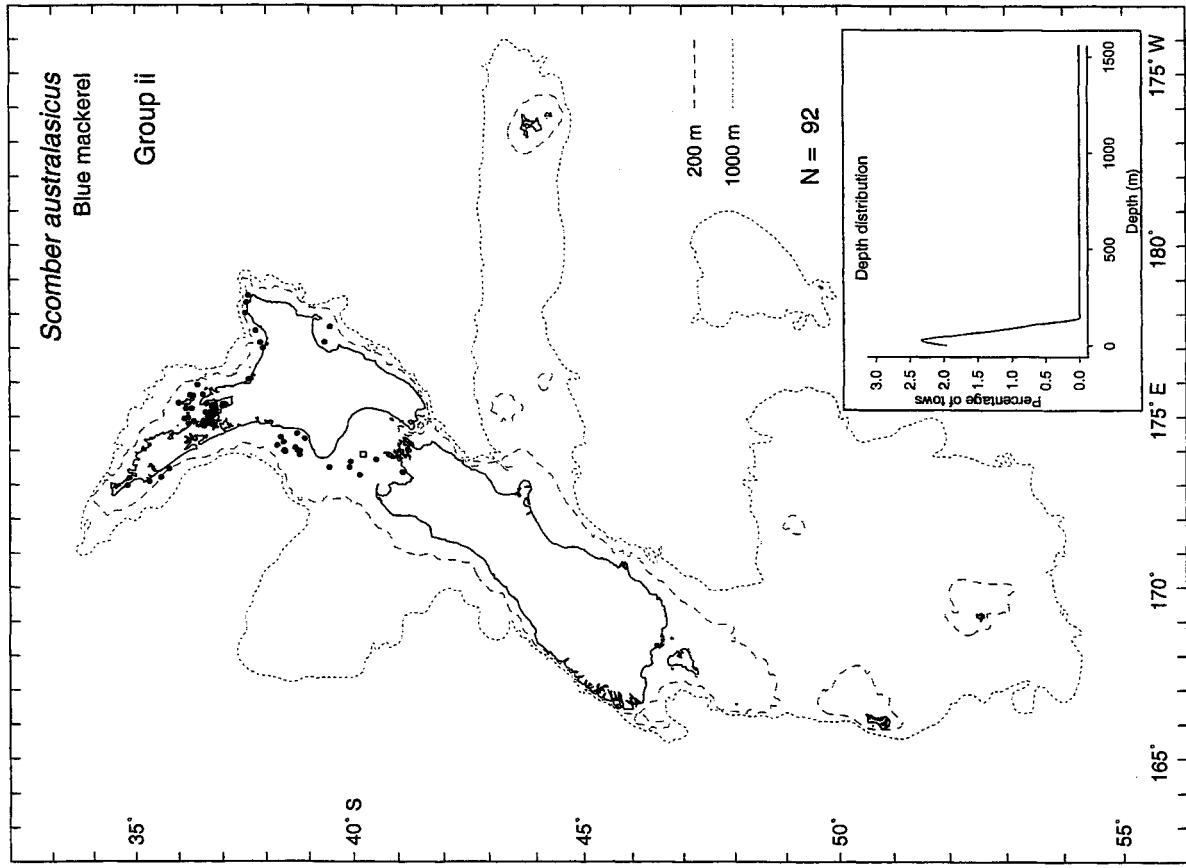 Scomber australasicus
Blue mackerel
Group ii
35°
40° S
45°
50°
55°
165°
170°
175° E
180°
175° W
200 m
1000 m
N = 92
Depth distribution
Percentage of tows
3.0
2.0
1.5
1.0
0.5
0.0
0
500
1000
1500
Depth (m)